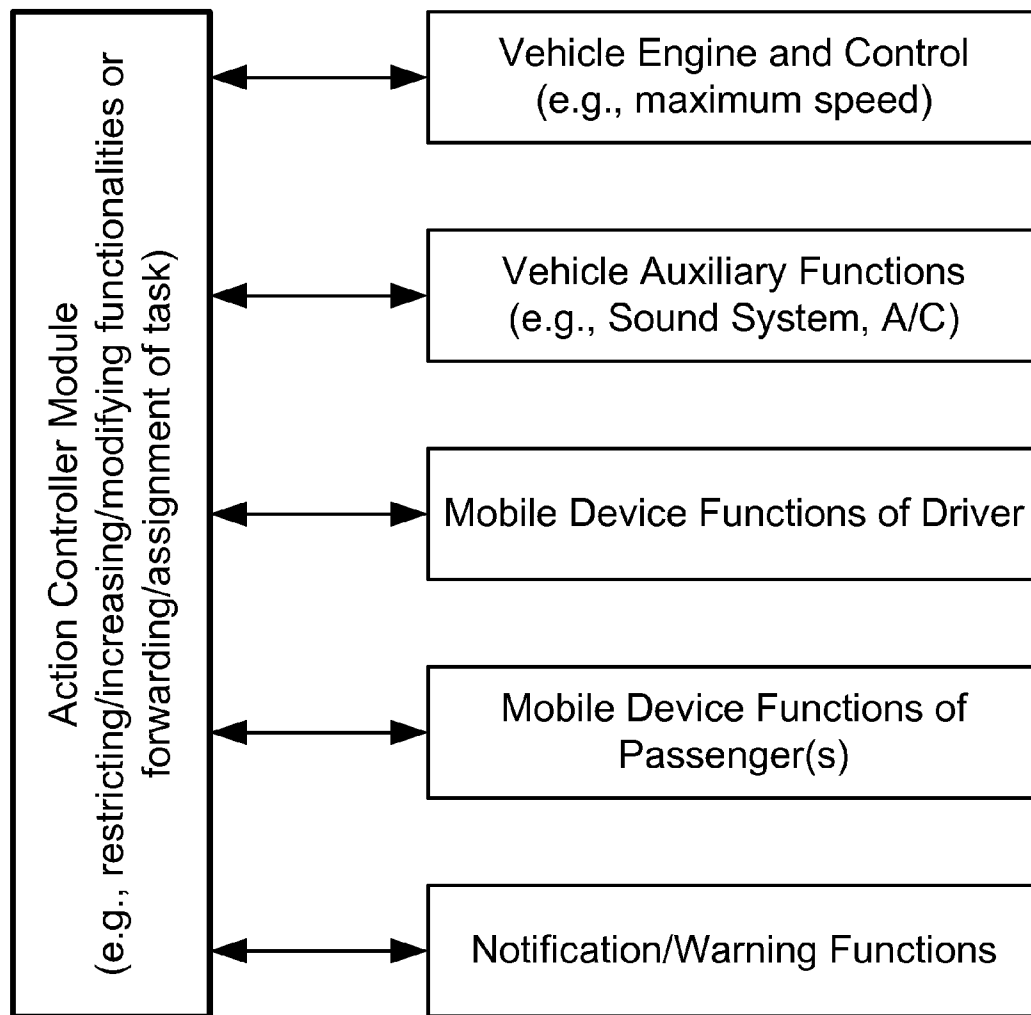 Action Controller Module
(e.g., restricting/increasing/modifying functionalities or
forwarding/assignment of task)
Vehicle Engine and Control
(e.g., maximum speed)
Vehicle Auxiliary Functions
(e.g., Sound System, A/C)
Mobile Device Functions of Driver
Mobile Device Functions of
Passenger(s)
Notification/Warning Functions